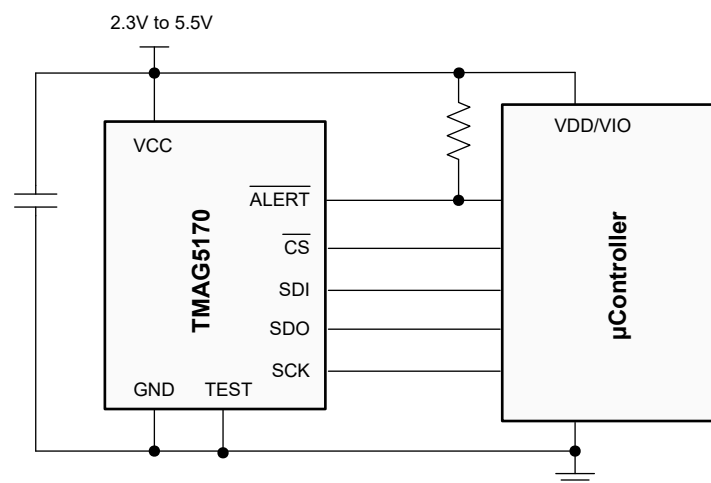 2.3V to 5.5V
VCC
VDD/VIO
ALERT
TMAG5170
CS
µController
SDI
SDO
SCK
GND
TEST